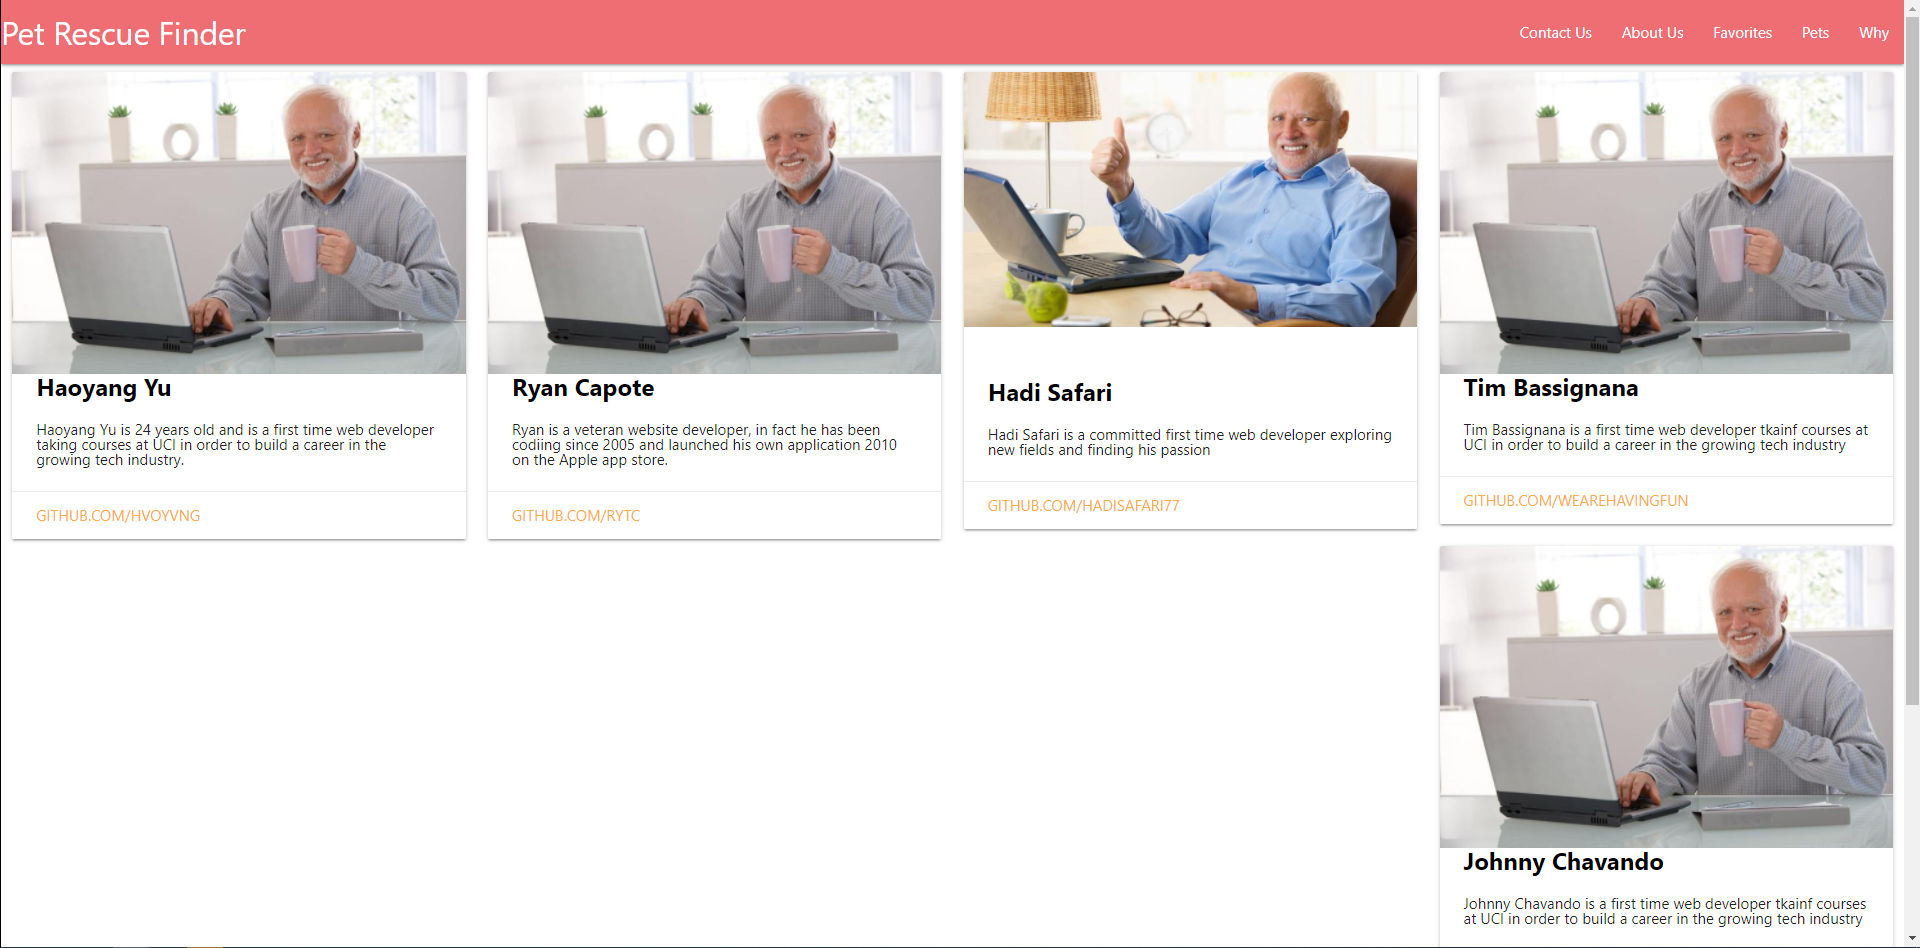 Pet Rescue Finder
Contact Us
About Us
Favorites
Pets
Why
Haoyang Yu
Haoyang Yu is 24 years old and is a first time web developer
taking courses at UCI in order to build a career in the
growing tech industry.
GITHUB.COM/HVOYVNG
Ryan Capote
Ryan is a veteran website developer, in fact he has been
codiing since 2005 and launched his own application 2010
on the Apple app store.
GITHUB.COM/RYTC
Hadi Safari
Hadi Safari is a committed first time web developer exploring
new fields and finding his passion
GITHUB.COM/HADISAFARI77
Tim Bassignana
Tim Bassignana is a first time web developer tkainf courses at
UCI in order to build a career in the growing tech industry
GITHUB.COM/WEAREHAVINGFUN
Johnny Chavando
Johnny Chavando is a first time web developer tkainf courses
at UCI in order to build a career in the growing tech industry